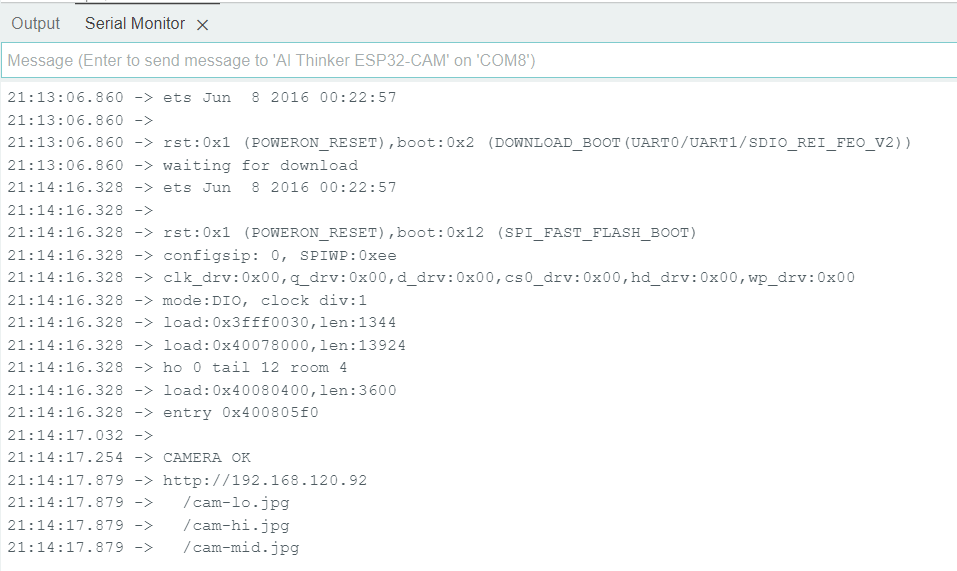 Output Serial Monitor
Message (Enter to send message to 'AI Thinker ESP32-CAM' on 'COM8')
21:13:06.860 -> ets Jun  8 2016 00:22:57
21:13:06.860 ->
21:13:06.860 -> rst:0x1 (POWERON_RESET),boot:0x2 (DOWNLOAD_BOOT(UART0/UART1/SDIO_REI_FEO_V2))
21:13:06.860 -> waiting for download
21:14:16.328 -> ets Jun  8 2016 00:22:57
21:14:16.328 ->
21:14:16.328 -> rst:0x1 (POWERON_RESET),boot:0x12 (SPI_FAST_FLASH_BOOT)
21:14:16.328 -> configsip: 0, SPIWP:0xee
21:14:16.328 -> clk_drv:0x00,q_drv:0x00,d_drv:0x00,cs0_drv:0x00,hd_drv:0x00,wp_drv:0x00
21:14:16.328 -> mode:DIO, clock div:1
21:14:16.328 -> load:0x3fff0030,len:1344
21:14:16.328 -> load:0x40078000,len:13924
21:14:16.328 -> ho 0 tail 12 room 4
21:14:16.328 -> load:0x40080400,len:3600
21:14:16.328 -> entry 0x400805f0
21:14:17.032 ->
21:14:17.254 -> CAMERA OK
21:14:17.879 -> http://192.168.120.92
21:14:17.879 ->   /cam-lo.jpg
21:14:17.879 ->   /cam-hi.jpg
21:14:17.879 ->   /cam-mid.jpg